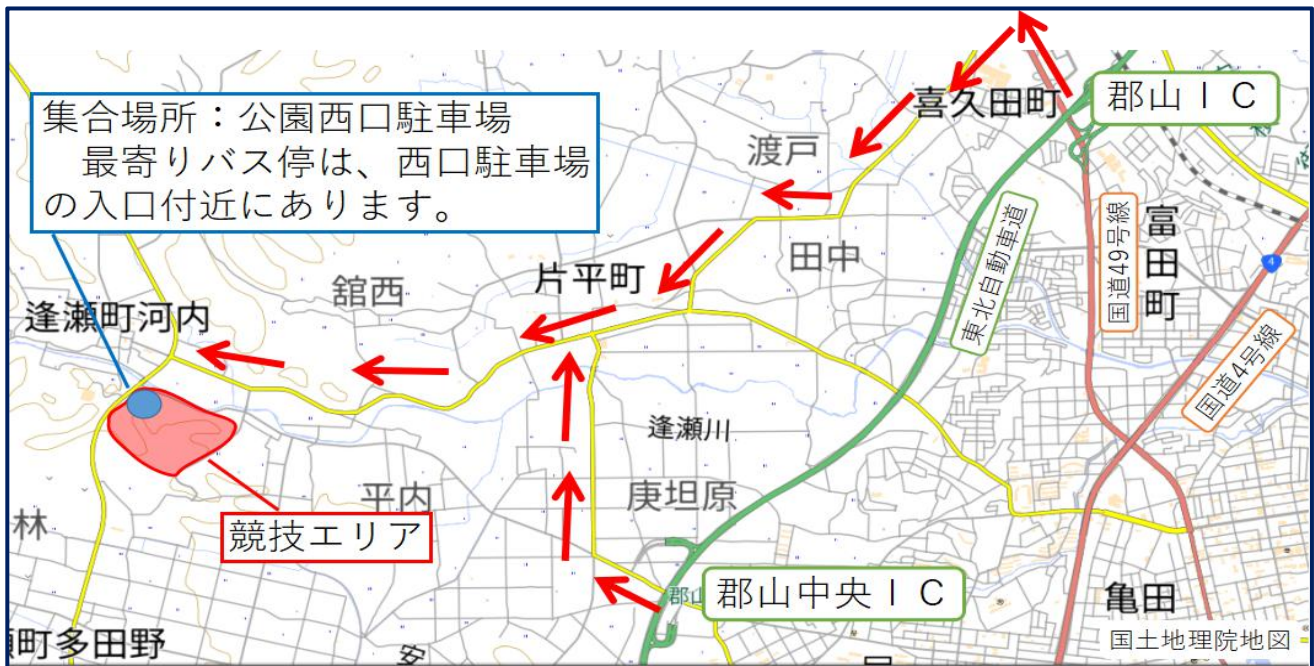 集合場所：公園西口駐車場
最寄りバス停は、西口駐車場
の入口付近にあります。
喜久田町
郡山ＩＣ
渡戸
富田町
国道49号線
4
田中
東北自動車道
片平町
舘西
逢瀬町河内
国道4号線
逢瀬川
庚坦原
平内
林
競技エリア
郡山中央ＩＣ
亀田
国土地理院地図
町多田野